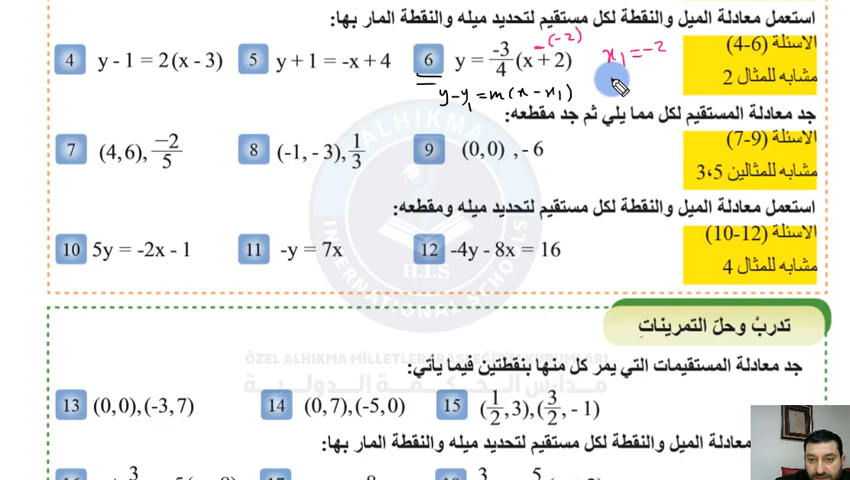 استعمل معادلة الميل والنقطة لكل مستقيم لتحديد ميله والنقطة المار بها:
الاسئلة (4-6)
مشابه للمثال 2
4 y - 1 = 2(x - 3) 5 y + 1 = -x + 4 6 y = -3/4 (x + 2)
-(-2)
x₁ = -2
y - y₁ = m(x - x₁)
جد معادلة المستقيم لكل مما يلي ثم جد مقطعه:
الاسئلة (7-9)
مشابه للمثالين 3،5
7 (4, 6), -2/5 8 (-1, -3), 1/3 9 (0,0) , -6
استعمل معادلة الميل والنقطة لكل مستقيم لتحديد ميله ومقطعه:
الاسئلة (10-12)
مشابه للمثال 4
10 5y = -2x - 1 11 -y = 7x 12 -4y - 8x = 16
تدربْ وحلّ التمريناتِ
جد معادلة المستقيمات التي يمر كل منها بنقطتين فيما يأتي:
13 (0,0),(-3,7) 14 (0,7),(-5,0) 15 (1/2,3),(3/2,-1)
معادلة الميل والنقطة لكل مستقيم لتحديد ميله والنقطة المار بها:
ALHIKMA
INTERNATIONAL SCHOOLS
H.I.S
مدارس الحكمة الدولية